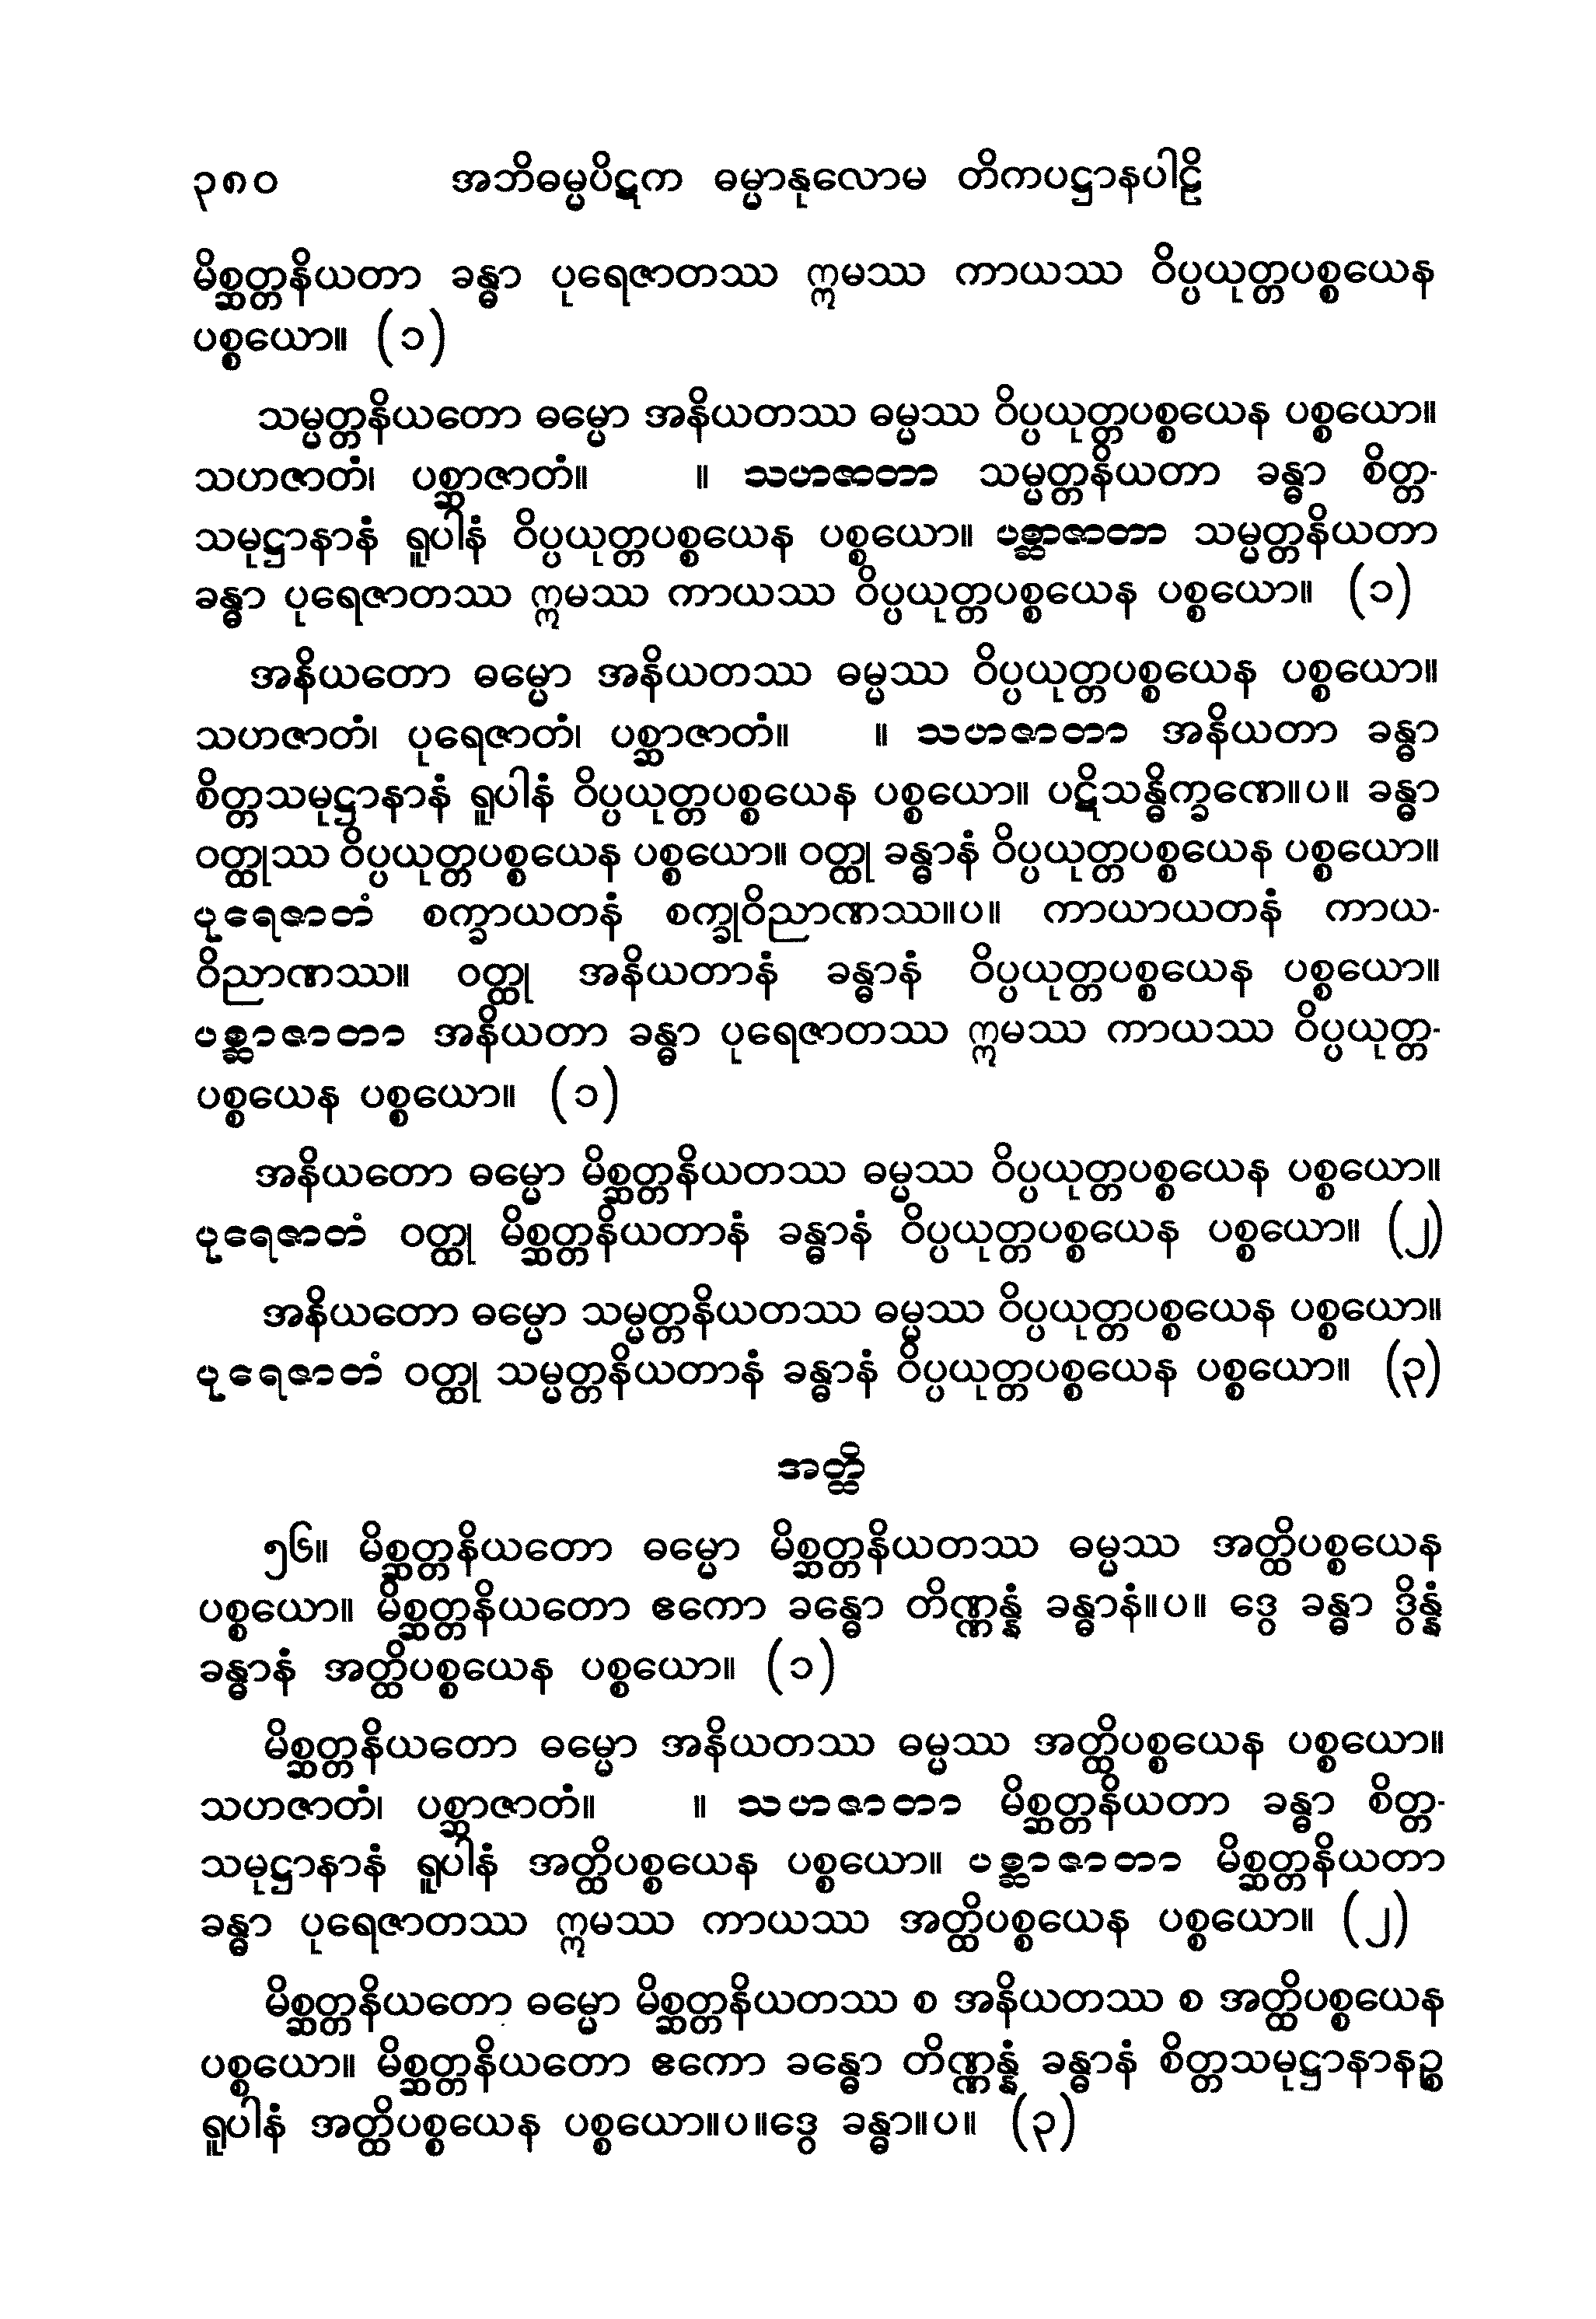 ၃၈၀ အဘိဓမ္မပိဋက ဓမ္မာနုလောမ တိကပဋ္ဌာနပါဠိ
မိစ္ဆတ္တနိယတာ ခန္ဓာ ပုရေဇာတဿ ဣမဿ ကာယဿ ဝိပ္ပယုတ္တပစ္စယေန
ပစ္စယော။ (၁)
သမ္မတ္တနိယတော ဓမ္မော အနိယတဿ ဓမ္မဿ ဝိပ္ပယုတ္တပစ္စယေန ပစ္စယော။
သဟဇာတံ၊ ပစ္ဆာဇာတံ။ ။ သဟဇာတာ သမ္မတ္တနိယတာ ခန္ဓာ စိတ္တ-
သမုဋ္ဌာနာနံ ရူပါနံ ဝိပ္ပယုတ္တပစ္စယေန ပစ္စယော။ ပစ္ဆာဇာတာ သမ္မတ္တနိယတာ
ခန္ဓာ ပုရေဇာတဿ ဣမဿ ကာယဿ ဝိပ္ပယုတ္တပစ္စယေန ပစ္စယော။ (၁)
အနိယတော ဓမ္မော အနိယတဿ ဓမ္မဿ ဝိပ္ပယုတ္တပစ္စယေန ပစ္စယော။
သဟဇာတံ၊ ပုရေဇာတံ၊ ပစ္ဆာဇာတံ။ ။ သဟဇာတာ အနိယတာ ခန္ဓာ
စိတ္တသမုဋ္ဌာနာနံ ရူပါနံ ဝိပ္ပယုတ္တပစ္စယေန ပစ္စယော။ ပဋိသန္ဓိက္ခဏေ။ပ။ ခန္ဓာ
ဝတ္ထုဿ ဝိပ္ပယုတ္တပစ္စယေန ပစ္စယော။ ဝတ္ထု ခန္ဓာနံ ဝိပ္ပယုတ္တပစ္စယေန ပစ္စယော။
ပုရေဇာတံ စက္ခာယတနံ စက္ခုဝိညာဏဿ။ပ။ ကာယာယတနံ ကာယ-
ဝိညာဏဿ။ ဝတ္ထု အနိယတာနံ ခန္ဓာနံ ဝိပ္ပယုတ္တပစ္စယေန ပစ္စယော။
ပစ္ဆာဇာတာ အနိယတာ ခန္ဓာ ပုရေဇာတဿ ဣမဿ ကာယဿ ဝိပ္ပယုတ္တ-
ပစ္စယေန ပစ္စယော။ (၁)
အနိယတော ဓမ္မော မိစ္ဆတ္တနိယတဿ ဓမ္မဿ ဝိပ္ပယုတ္တပစ္စယေန ပစ္စယော။
ပုရေဇာတံ ဝတ္ထု မိစ္ဆတ္တနိယတာနံ ခန္ဓာနံ ဝိပ္ပယုတ္တပစ္စယေန ပစ္စယော။ (၂)
အနိယတော ဓမ္မော သမ္မတ္တနိယတဿ ဓမ္မဿ ဝိပ္ပယုတ္တပစ္စယေန ပစ္စယော။
ပုရေဇာတံ ဝတ္ထု သမ္မတ္တနိယတာနံ ခန္ဓာနံ ဝိပ္ပယုတ္တပစ္စယေန ပစ္စယော။ (၃)
အတ္ထိ
၅၆။ မိစ္ဆတ္တနိယတော ဓမ္မော မိစ္ဆတ္တနိယတဿ ဓမ္မဿ အတ္ထိပစ္စယေန
ပစ္စယော။ မိစ္ဆတ္တနိယတော ဧကော ခန္ဓော တိဏ္ဏန္နံ ခန္ဓာနံ။ပ။ ဒွေ ခန္ဓာ ဒွိန္နံ
ခန္ဓာနံ အတ္ထိပစ္စယေန ပစ္စယော။ (၁)
မိစ္ဆတ္တနိယတော ဓမ္မော အနိယတဿ ဓမ္မဿ အတ္ထိပစ္စယေန ပစ္စယော။
သဟဇာတံ၊ ပစ္ဆာဇာတံ။ ။ သဟဇာတာ မိစ္ဆတ္တနိယတာ ခန္ဓာ စိတ္တ-
သမုဋ္ဌာနာနံ ရူပါနံ အတ္ထိပစ္စယေန ပစ္စယော။ ပစ္ဆာဇာတာ မိစ္ဆတ္တနိယတာ
ခန္ဓာ ပုရေဇာတဿ ဣမဿ ကာယဿ အတ္ထိပစ္စယေန ပစ္စယော။ (၂)
မိစ္ဆတ္တနိယတော ဓမ္မော မိစ္ဆတ္တနိယတဿ စ အနိယတဿ စ အတ္ထိပစ္စယေန
ပစ္စယော။ မိစ္ဆတ္တနိယတော ဧကော ခန္ဓော တိဏ္ဏန္နံ ခန္ဓာနံ စိတ္တသမုဋ္ဌာနာနဉ္စ
ရူပါနံ အတ္ထိပစ္စယေန ပစ္စယော။ပ။ဒွေ ခန္ဓာ။ပ။ (၃)